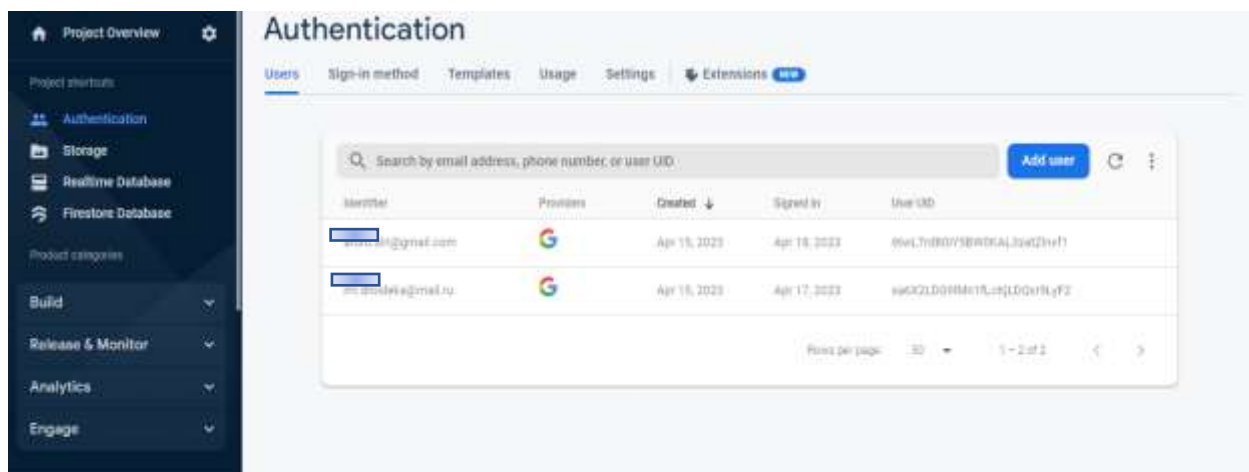 Project Overview
Project shortcuts
Authentication
Storage
Realtime Database
Firestore Database
Product categories
Build
Release & Monitor
Analytics
Engage
Authentication
Users Sign-in method Templates Usage Settings Extensions NEW
Search by email address, phone number, or user UID Add user
Identifier Providers Created Signed In User UID
@gmail.com Apr 15, 2023 Apr 18, 2023
@mail.ru Apr 15, 2023 Apr 17, 2023
Rows per page: 50 1 – 2 of 2